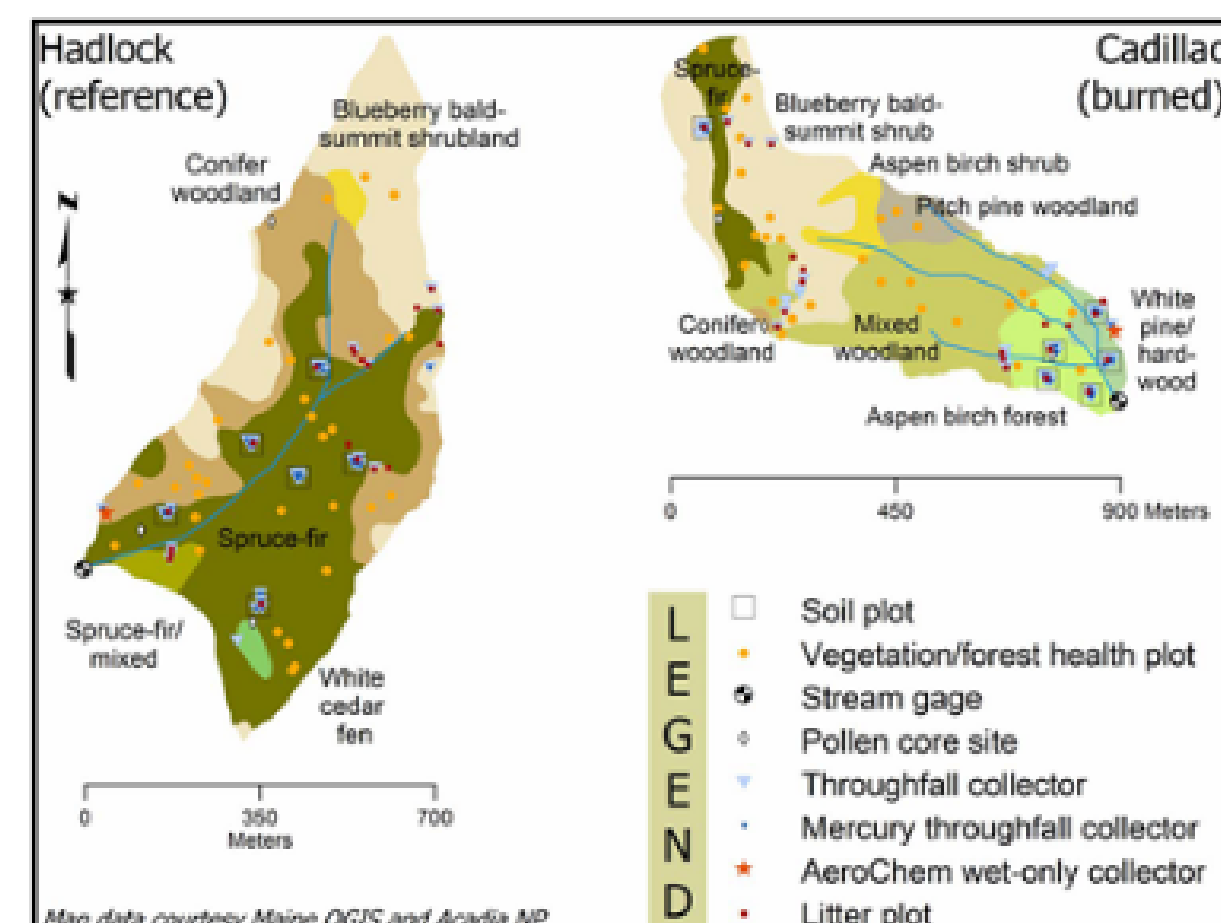 Hadlock
(reference)
Blueberry bald-
summit shrubland
Conifer
woodland
N
Spruce-fir
Spruce-fir/
mixed
White
cedar
fen
0 350 700
Meters
Map data courtesy Maine OGIS and Acadia NP
Cadillac
(burned)
Spruce-
fir
Blueberry bald-
summit shrub
Aspen birch shrub
Pitch pine woodland
White
pine/
hard-
wood
Conifer
woodland
Mixed
woodland
Aspen birch forest
0 450 900 Meters
LEGEND
Soil plot
Vegetation/forest health plot
Stream gage
Pollen core site
Throughfall collector
Mercury throughfall collector
AeroChem wet-only collector
Litter plot